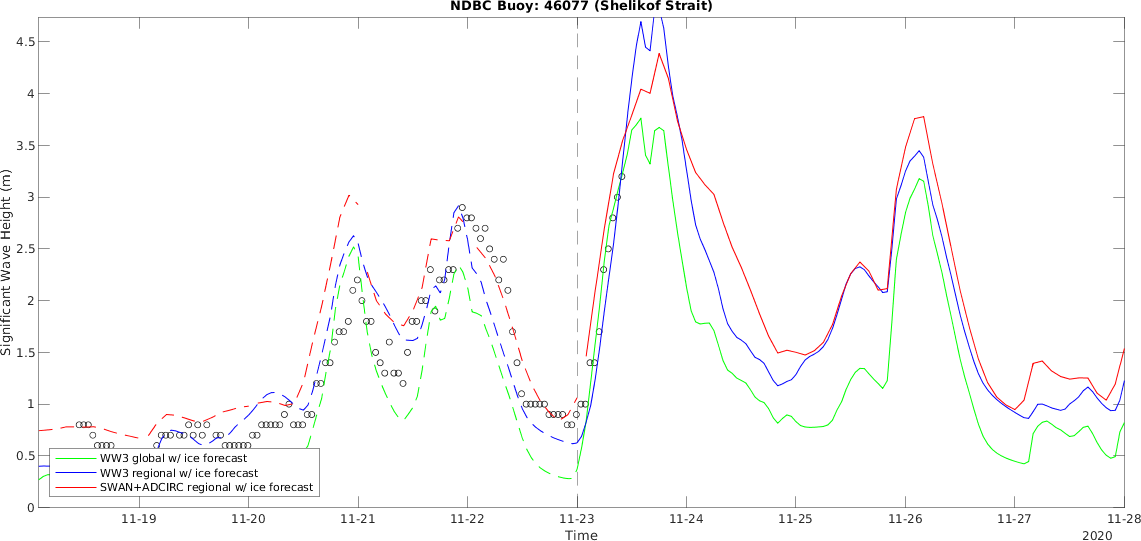 NDBC Buoy: 46077 (Shelikof Strait)
Significant Wave Height (m)
4.5
4
3.5
3
2.5
2
1.5
1
0.5
0
WW3 global w/ ice forecast
WW3 regional w/ ice forecast
SWAN+ADCIRC regional w/ ice forecast
11-19 11-20 11-21 11-22 11-23 11-24 11-25 11-26 11-27 11-28
Time
2020